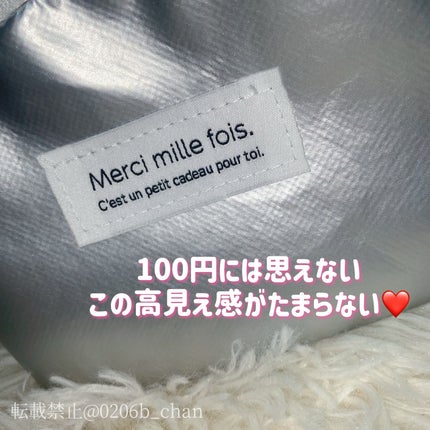 Merci mille fois.
C'est un petit cadeau pour toi.
100円には思えない
この高見え感がたまらない❤️
転載禁止@0206b_chan